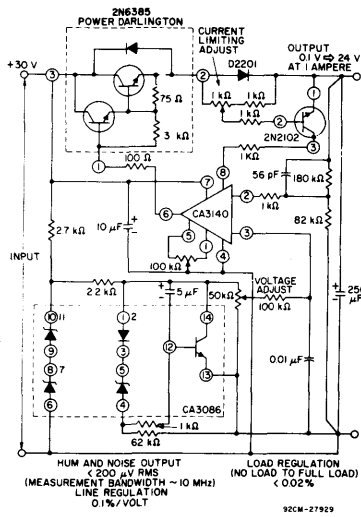 2N6385
POWER DARLINGTON
CURRENT
LIMITING
ADJUST
D2201
OUTPUT
0.1 V ⇨ 24 V
AT 1 AMPERE
+30 V
3
2
1
75 Ω
3 kΩ
1 kΩ
1 kΩ
1 kΩ
2
2N2102
3
1
100 Ω
1 KΩ
8
56 pF
180 kΩ
7
6
CA3140
2
1 kΩ
82 kΩ
2.7 kΩ
10 μF
+
-
5
1
4
3
100 kΩ
INPUT
2.2 kΩ
+
-
5 μF
50kΩ
VOLTAGE
ADJUST
100 kΩ
+
-
250
μF
10
11
1
2
14
9
3
12
0.01 μF
8
7
5
13
6
4
CA3086
1 kΩ
62 kΩ
HUM AND NOISE OUTPUT
< 200 μV RMS
(MEASUREMENT BANDWIDTH ~ 10 MHz)
LINE REGULATION
0.1%/VOLT
LOAD REGULATION
(NO LOAD TO FULL LOAD)
< 0.02%
92CM-27929